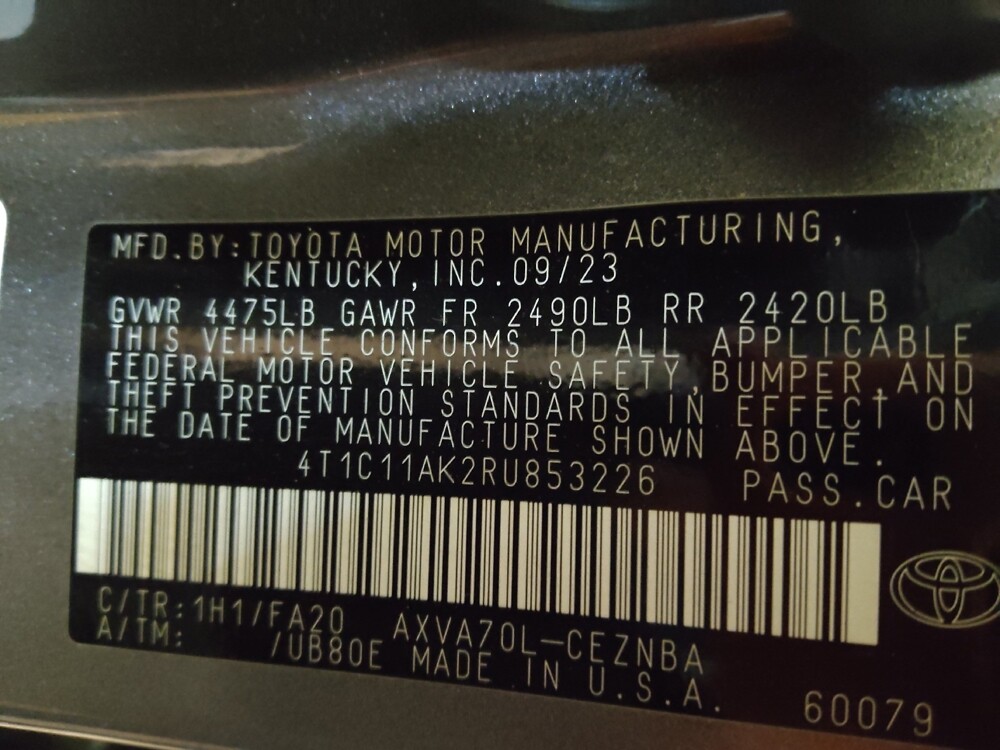 MFD.BY:TOYOTA MOTOR MANUFACTURING,
KENTUCKY,INC.09/23
GVWR 4475LB GAWR FR 2490LB RR 2420LB
THIS VEHICLE CONFORMS TO ALL APPLICABLE
FEDERAL MOTOR VEHICLE SAFETY,BUMPER,AND
THEFT PREVENTION STANDARDS IN EFFECT ON
THE DATE OF MANUFACTURE SHOWN ABOVE.
4T1C11AK2RU853226 PASS.CAR
C/TR:1H1/FA20 AXVA70L-CEZNBA
A/TM: /UB80E MADE IN U.S.A.
60079